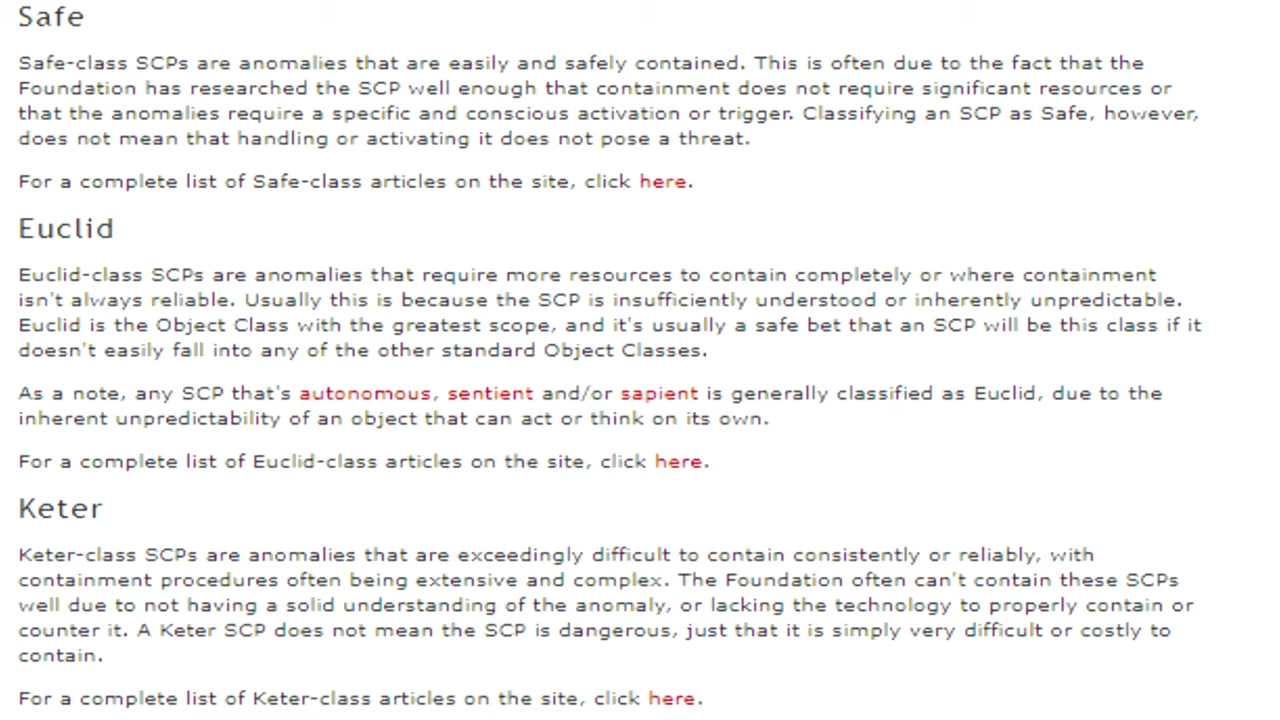 Safe
Safe-class SCPs are anomalies that are easily and safely contained. This is often due to the fact that the
Foundation has researched the SCP well enough that containment does not require significant resources or
that the anomalies require a specific and conscious activation or trigger. Classifying an SCP as Safe, however,
does not mean that handling or activating it does not pose a threat.
For a complete list of Safe-class articles on the site, click here.
Euclid
Euclid-class SCPs are anomalies that require more resources to contain completely or where containment
isn't always reliable. Usually this is because the SCP is insufficiently understood or inherently unpredictable.
Euclid is the Object Class with the greatest scope, and it's usually a safe bet that an SCP will be this class if it
doesn't easily fall into any of the other standard Object Classes.
As a note, any SCP that's autonomous, sentient and/or sapient is generally classified as Euclid, due to the
inherent unpredictability of an object that can act or think on its own.
For a complete list of Euclid-class articles on the site, click here.
Keter
Keter-class SCPs are anomalies that are exceedingly difficult to contain consistently or reliably, with
containment procedures often being extensive and complex. The Foundation often can't contain these SCPs
well due to not having a solid understanding of the anomaly, or lacking the technology to properly contain or
counter it. A Keter SCP does not mean the SCP is dangerous, just that it is simply very difficult or costly to
contain.
For a complete list of Keter-class articles on the site, click here.